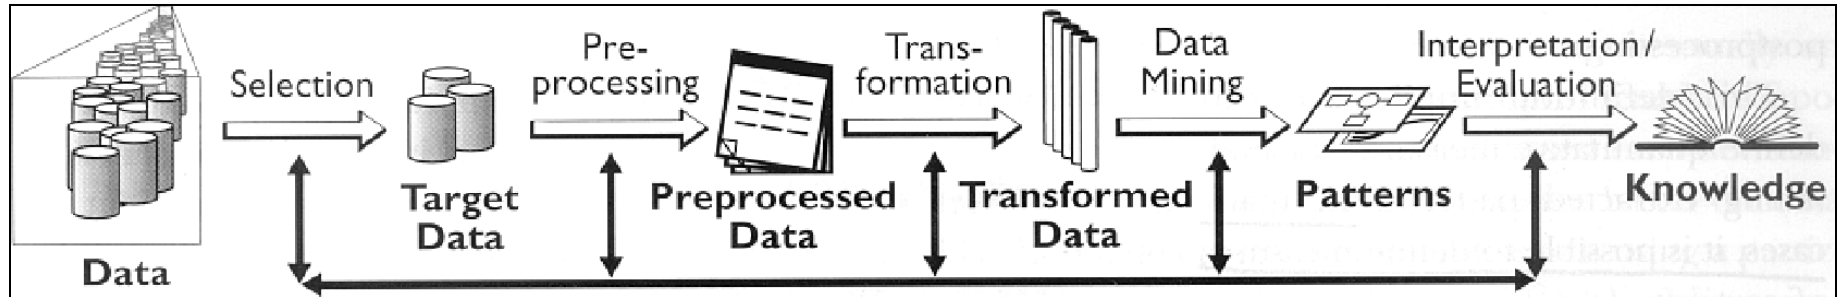 Selection
Pre-
processing
Trans-
formation
Data
Mining
Interpretation/
Evaluation
Data
Target
Data
Preprocessed
Data
Transformed
Data
Patterns
Knowledge